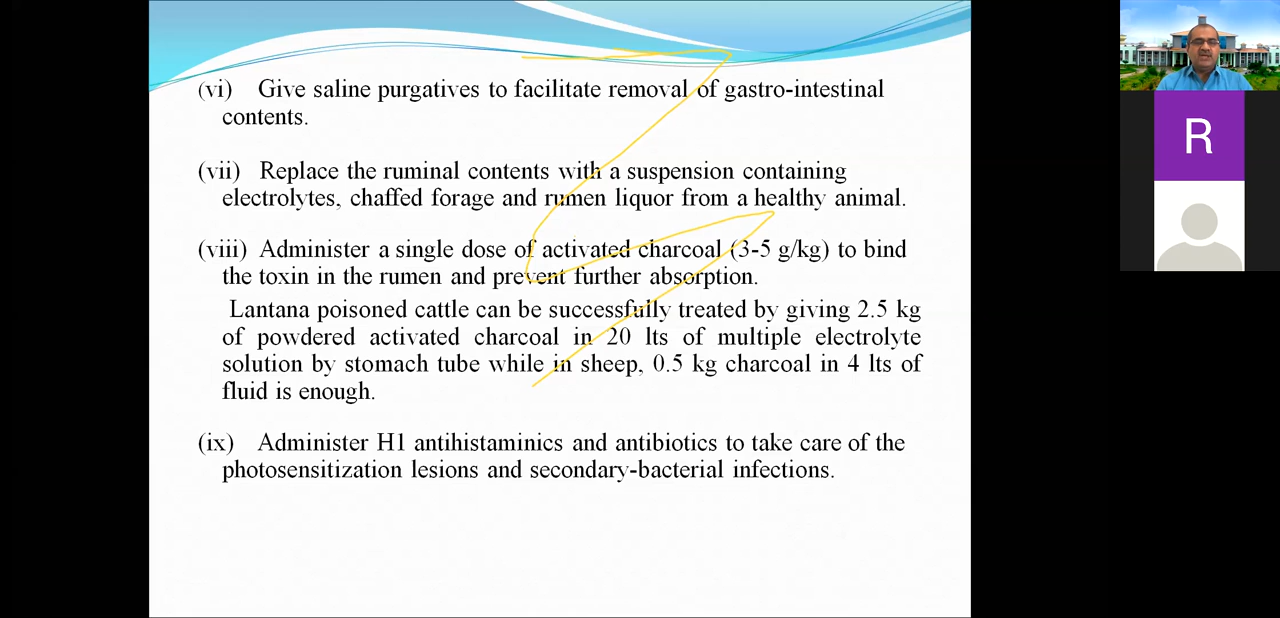 (vi) Give saline purgatives to facilitate removal of gastro-intestinal
contents.
(vii) Replace the ruminal contents with a suspension containing
electrolytes, chaffed forage and rumen liquor from a healthy animal.
(viii) Administer a single dose of activated charcoal (3-5 g/kg) to bind
the toxin in the rumen and prevent further absorption.
Lantana poisoned cattle can be successfully treated by giving 2.5 kg
of powdered activated charcoal in 20 lts of multiple electrolyte
solution by stomach tube while in sheep, 0.5 kg charcoal in 4 lts of
fluid is enough.
(ix) Administer H1 antihistaminics and antibiotics to take care of the
photosensitization lesions and secondary-bacterial infections.
R